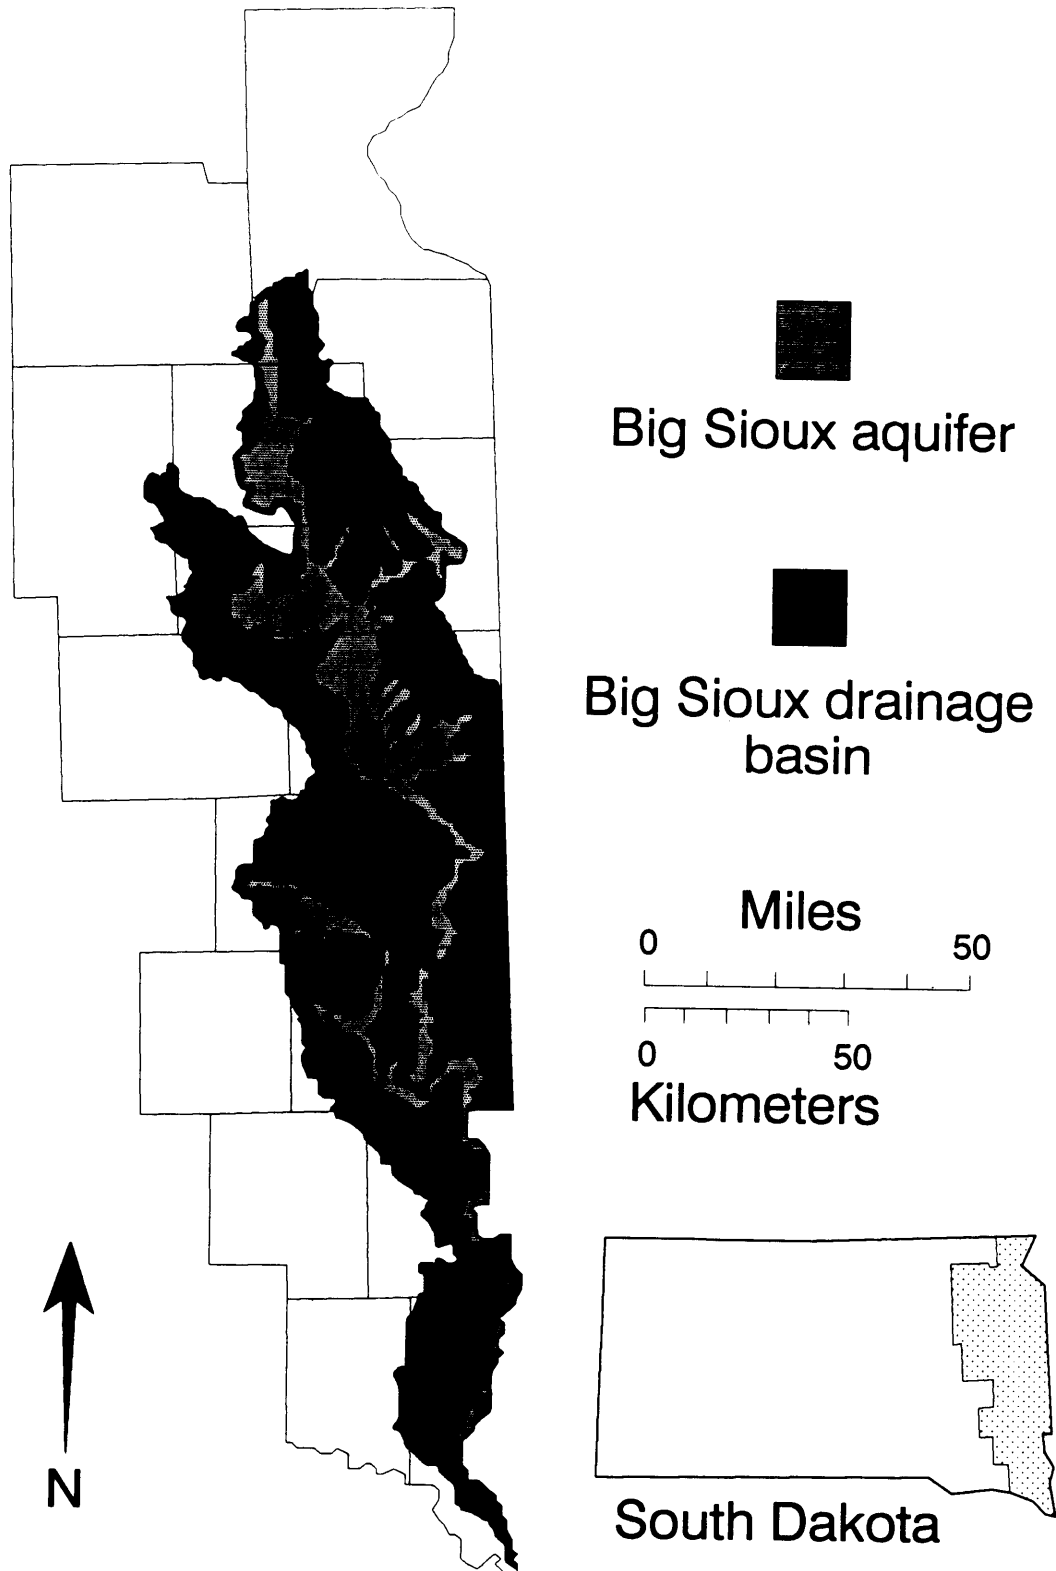 Big Sioux aquifer
Big Sioux drainage
basin
Miles
0 50
0 50
Kilometers
N
South Dakota